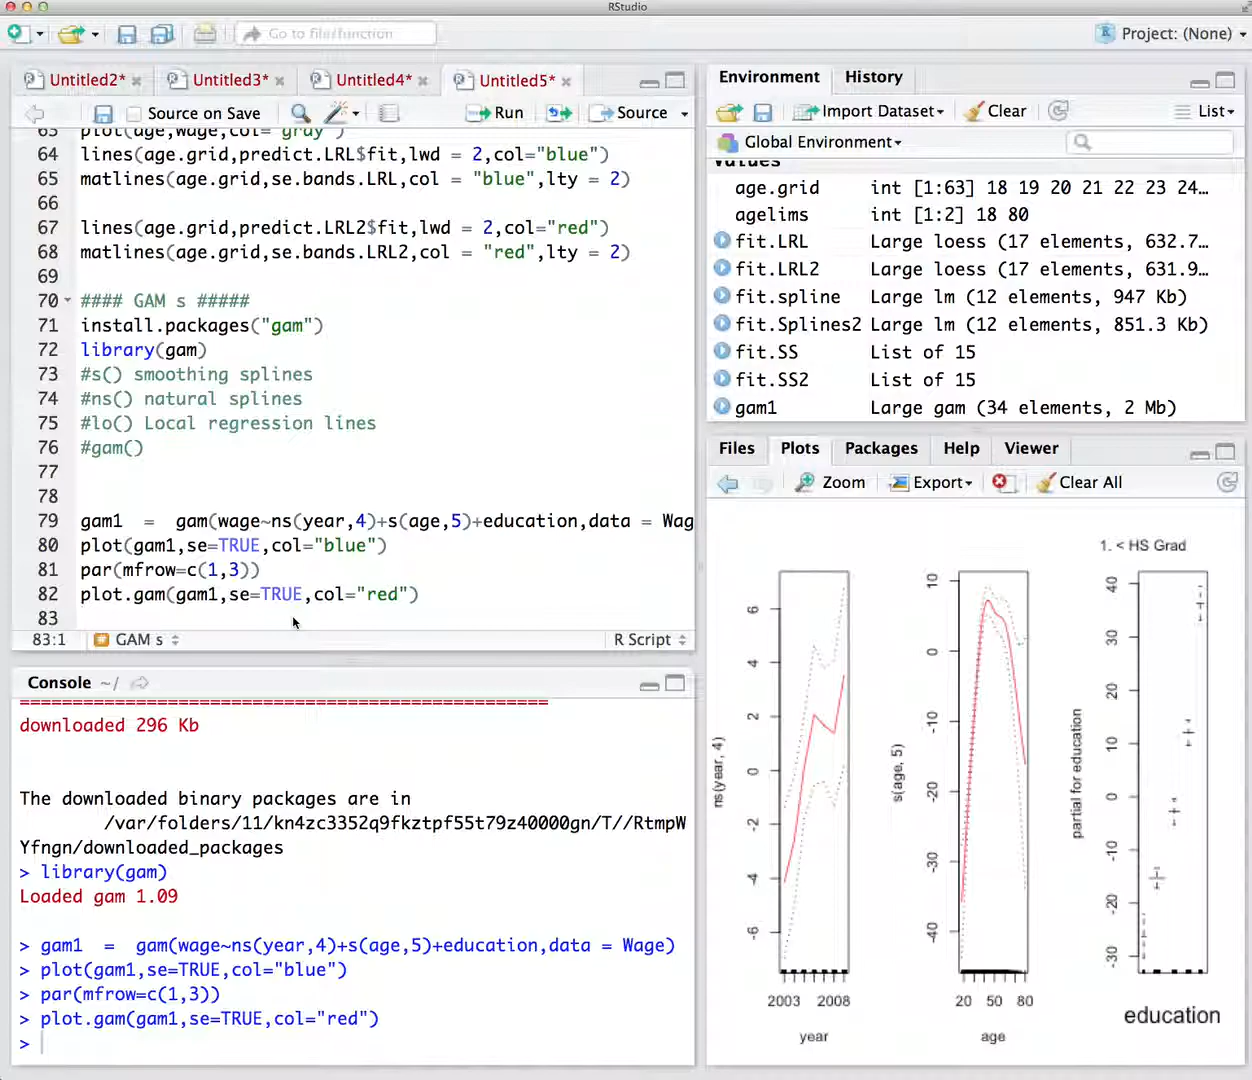 RStudio
Go to file/function
Project: (None)
Untitled2*
Untitled3*
Untitled4*
Untitled5*
Source on Save
Run
Source
63 plot(age,wage,col="gray")
64 lines(age.grid,predict.LRL$fit,lwd = 2,col="blue")
65 matlines(age.grid,se.bands.LRL,col = "blue",lty = 2)
66
67 lines(age.grid,predict.LRL2$fit,lwd = 2,col="red")
68 matlines(age.grid,se.bands.LRL2,col = "red",lty = 2)
69
70 #### GAM s #####
71 install.packages("gam")
72 library(gam)
73 #s() smoothing splines
74 #ns() natural splines
75 #lo() Local regression lines
76 #gam()
77
78
79 gam1  =  gam(wage~ns(year,4)+s(age,5)+education,data = Wag
80 plot(gam1,se=TRUE,col="blue")
81 par(mfrow=c(1,3))
82 plot.gam(gam1,se=TRUE,col="red")
83
83:1
GAM s
R Script
Console ~/
downloaded 296 Kb
The downloaded binary packages are in
/var/folders/11/kn4zc3352q9fkztpf55t79z40000gn/T//RtmpW
Yfngn/downloaded_packages
> library(gam)
Loaded gam 1.09
> gam1  =  gam(wage~ns(year,4)+s(age,5)+education,data = Wage)
> plot(gam1,se=TRUE,col="blue")
> par(mfrow=c(1,3))
> plot.gam(gam1,se=TRUE,col="red")
>
Environment
History
Import Dataset
Clear
List
Global Environment
Values
age.grid int [1:63] 18 19 20 21 22 23 24…
agelims int [1:2] 18 80
fit.LRL Large loess (17 elements, 632.7…
fit.LRL2 Large loess (17 elements, 631.9…
fit.spline Large lm (12 elements, 947 Kb)
fit.Splines2 Large lm (12 elements, 851.3 Kb)
fit.SS List of 15
fit.SS2 List of 15
gam1 Large gam (34 elements, 2 Mb)
Files
Plots
Packages
Help
Viewer
Zoom
Export
Clear All
ns(year, 4)
6
4
2
0
-2
-4
-6
2003 2008
year
s(age, 5)
10
0
-10
-20
-30
-40
20 50 80
age
1. < HS Grad
partial for education
40
30
20
10
0
-10
-20
-30
education